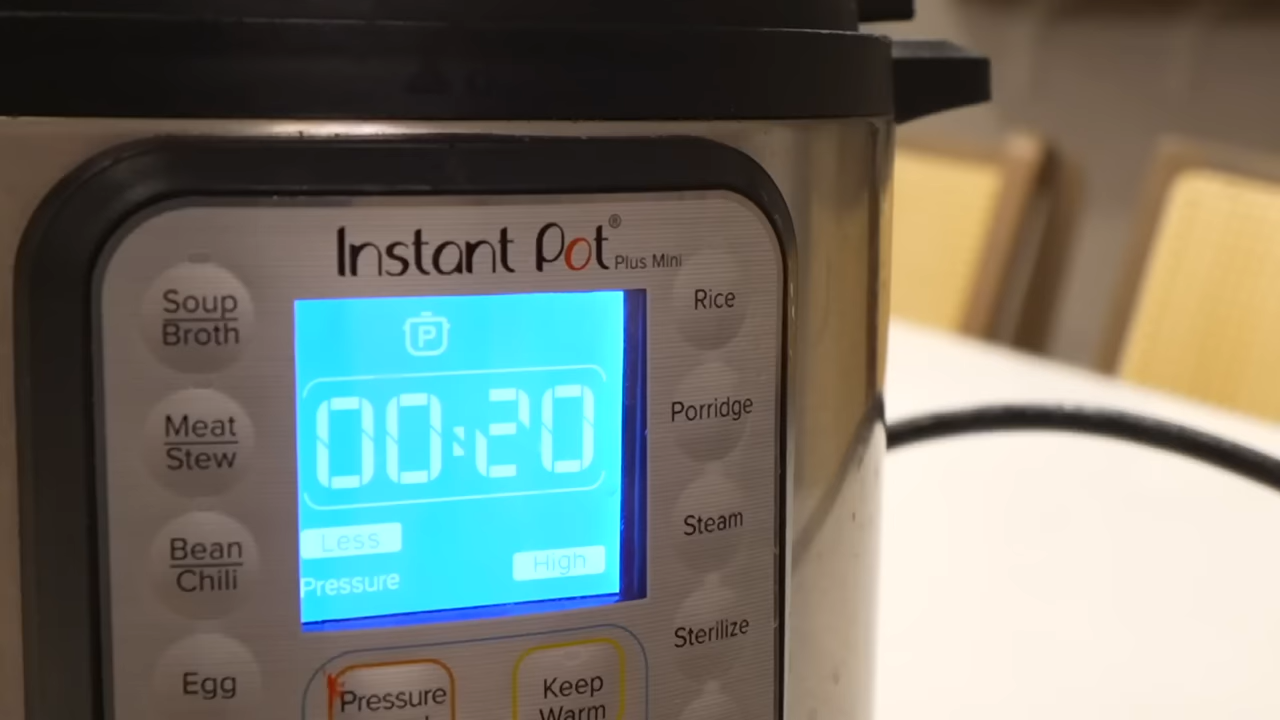 Instant Pot® Plus Mini
Soup
Broth
Meat
Stew
Bean
Chili
Egg
P
00:20
Less
High
Pressure
Rice
Porridge
Steam
Sterilize
Pressure
Keep
Warm